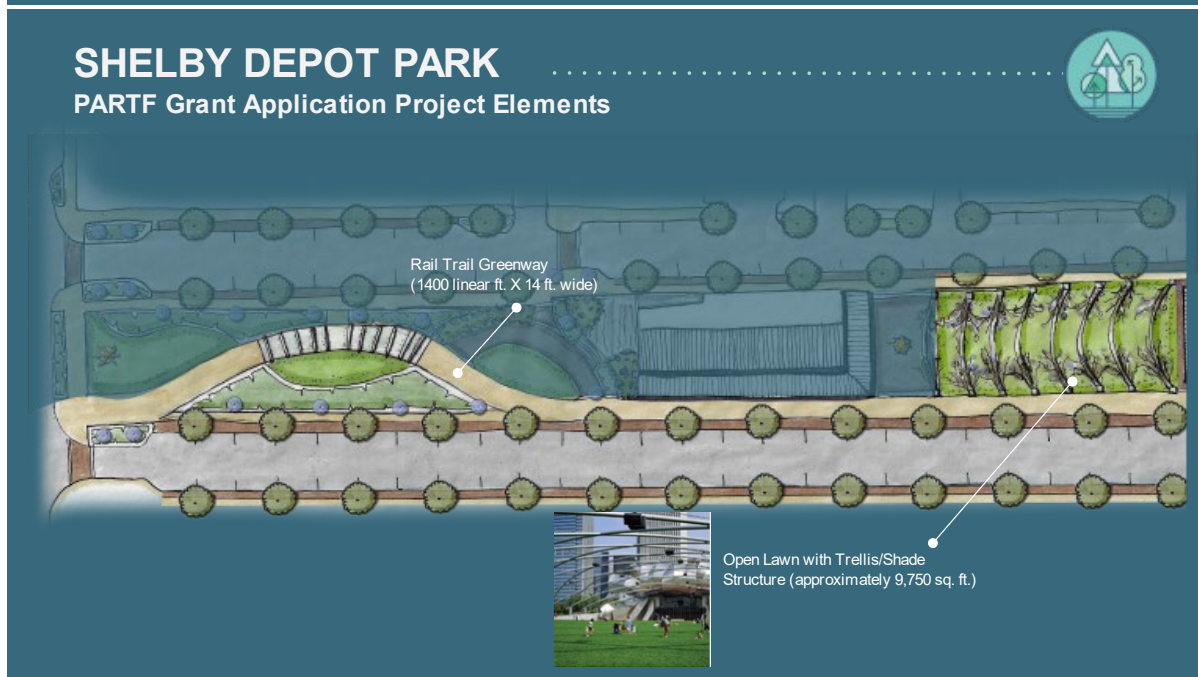 SHELBY DEPOT PARK
PARTF Grant Application Project Elements
Rail Trail Greenway
(1400 linear ft. X 14 ft. wide)
Open Lawn with Trellis/Shade
Structure (approximately 9,750 sq. ft.)